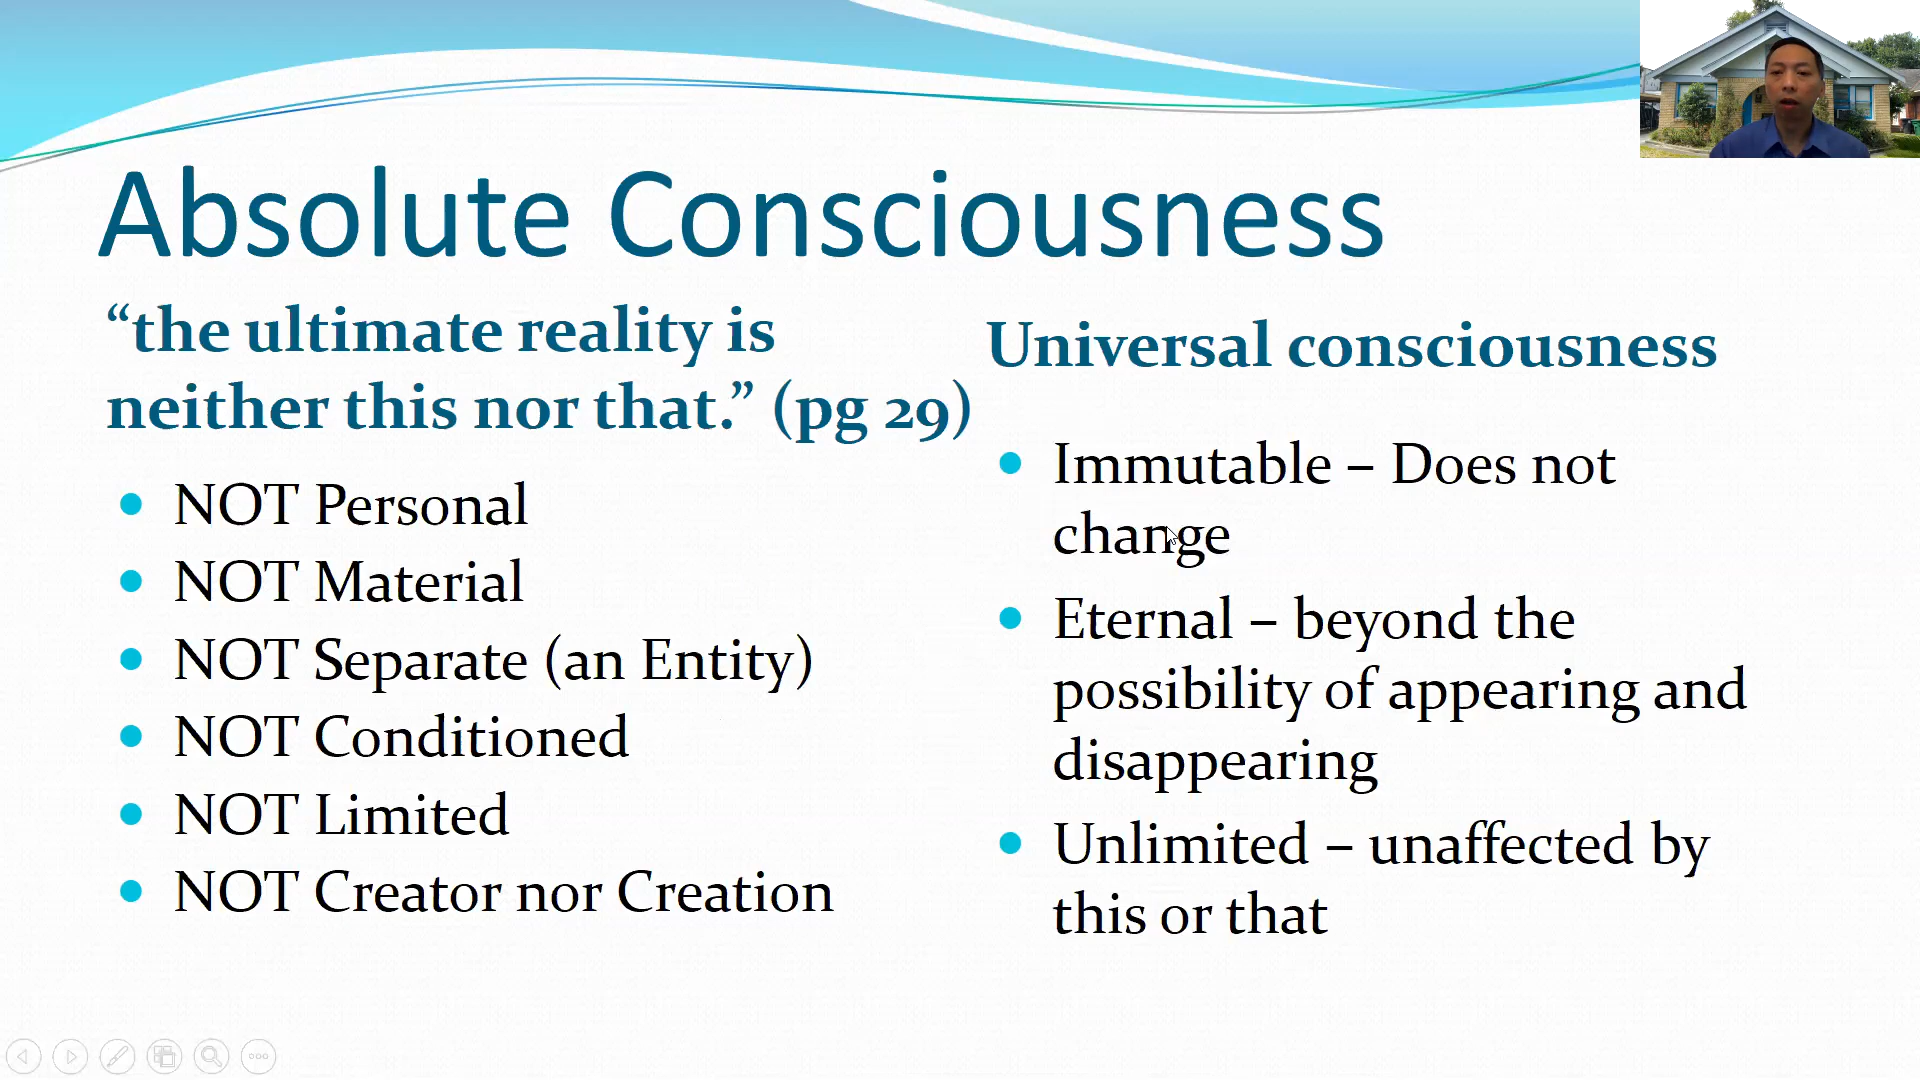 Absolute Consciousness
“the ultimate reality is
neither this nor that.” (pg 29)
NOT Personal
NOT Material
NOT Separate (an Entity)
NOT Conditioned
NOT Limited
NOT Creator nor Creation
Universal consciousness
Immutable – Does not
change
Eternal – beyond the
possibility of appearing and
disappearing
Unlimited – unaffected by
this or that